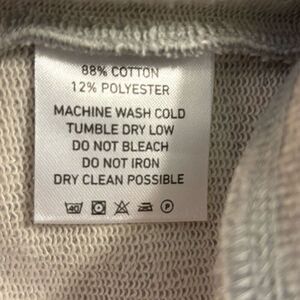 88% COTTON
12% POLYESTER
MACHINE WASH COLD
TUMBLE DRY LOW
DO NOT BLEACH
DO NOT IRON
DRY CLEAN POSSIBLE
40 P